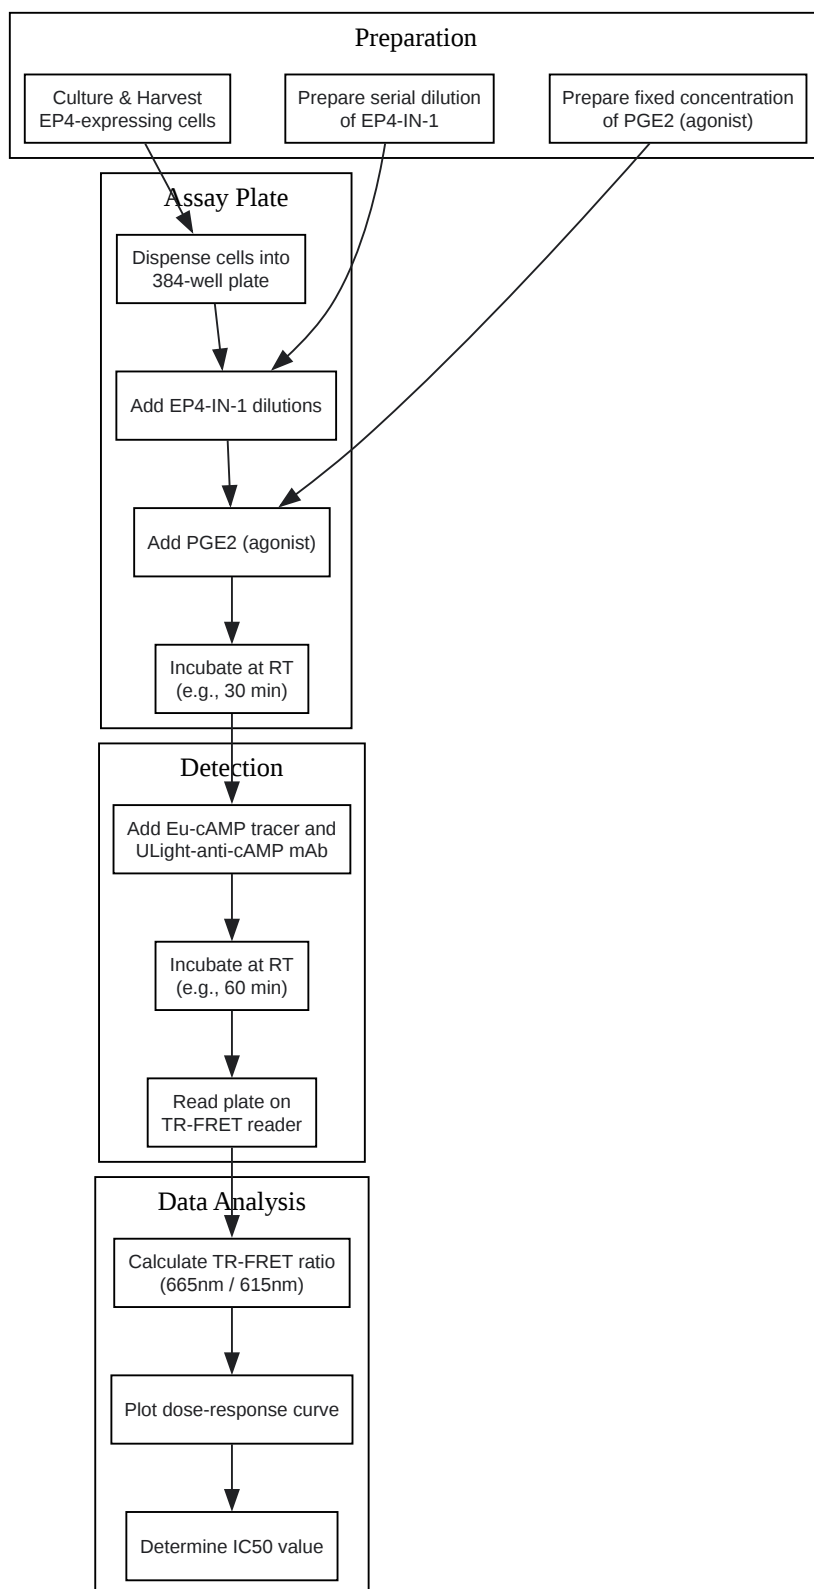 Preparation
Culture & Harvest
EP4-expressing cells
Prepare serial dilution
of EP4-IN-1
Prepare fixed concentration
of PGE2 (agonist)
Assay Plate
Dispense cells into
384-well plate
Add EP4-IN-1 dilutions
Add PGE2 (agonist)
Incubate at RT
(e.g., 30 min)
Detection
Add Eu-cAMP tracer and
ULight-anti-cAMP mAb
Incubate at RT
(e.g., 60 min)
Read plate on
TR-FRET reader
Data Analysis
Calculate TR-FRET ratio
(665nm / 615nm)
Plot dose-response curve
Determine IC50 value